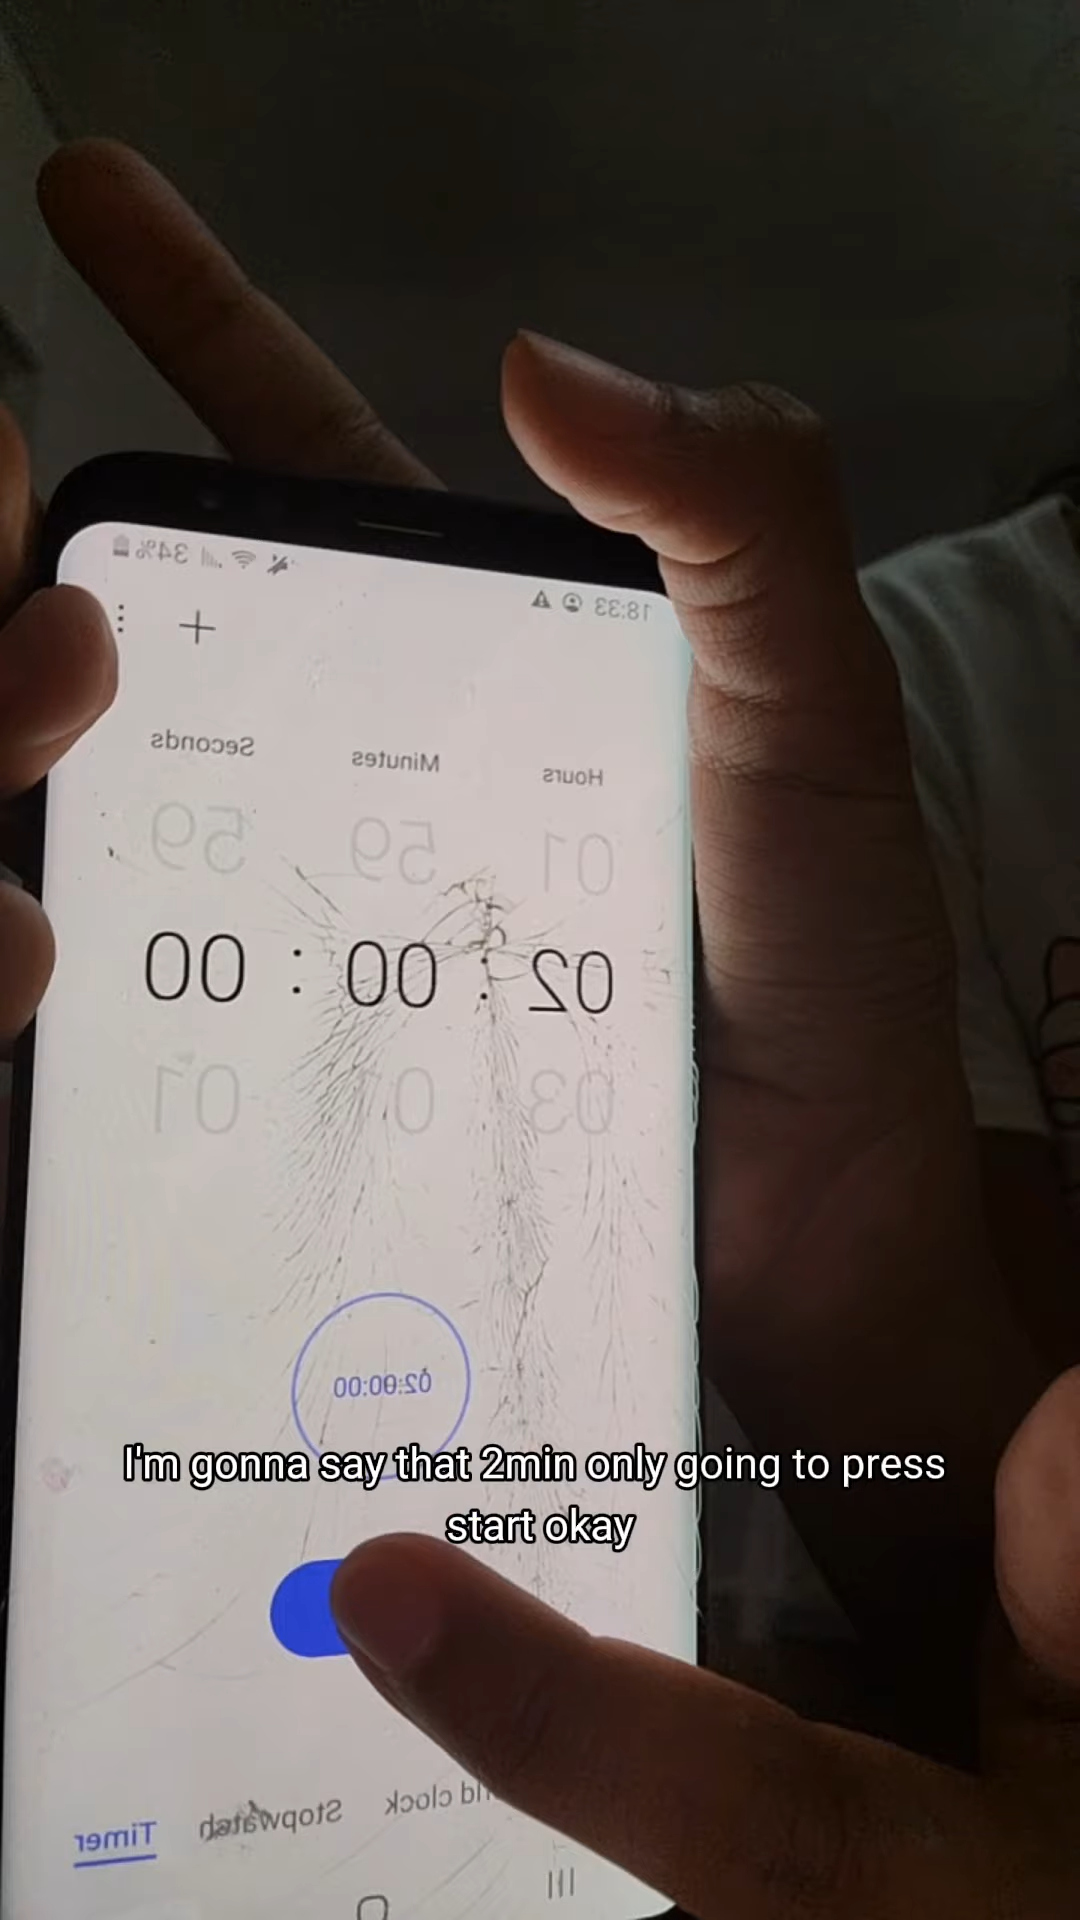 18:33 34%
Hours Minutes Seconds
01 59 59
02 : 00 : 00
03 01 01
02:00:00
I'm gonna say that 2min only going to press
start okay
clock Stopwatch Timer